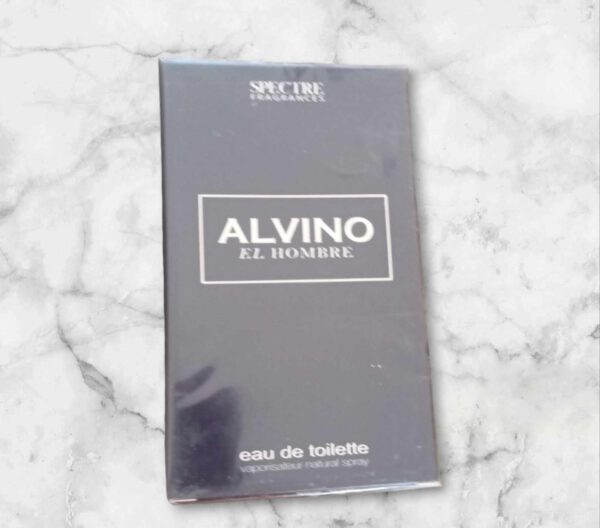 SPECTRE
FRAGRANCES
ALVINO
EL HOMBRE
eau de toilette
vaporisateur natural spray